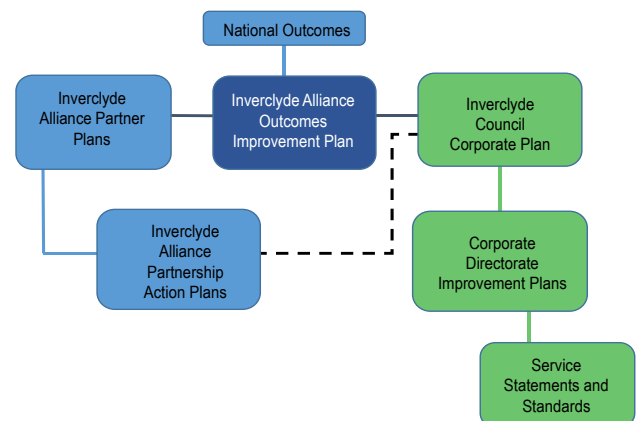 National Outcomes
Inverclyde
Alliance Partner
Plans
Inverclyde Alliance
Outcomes
Improvement Plan
Inverclyde
Council
Corporate Plan
Inverclyde
Alliance
Partnership
Action Plans
Corporate
Directorate
Improvement Plans
Service
Statements and
Standards